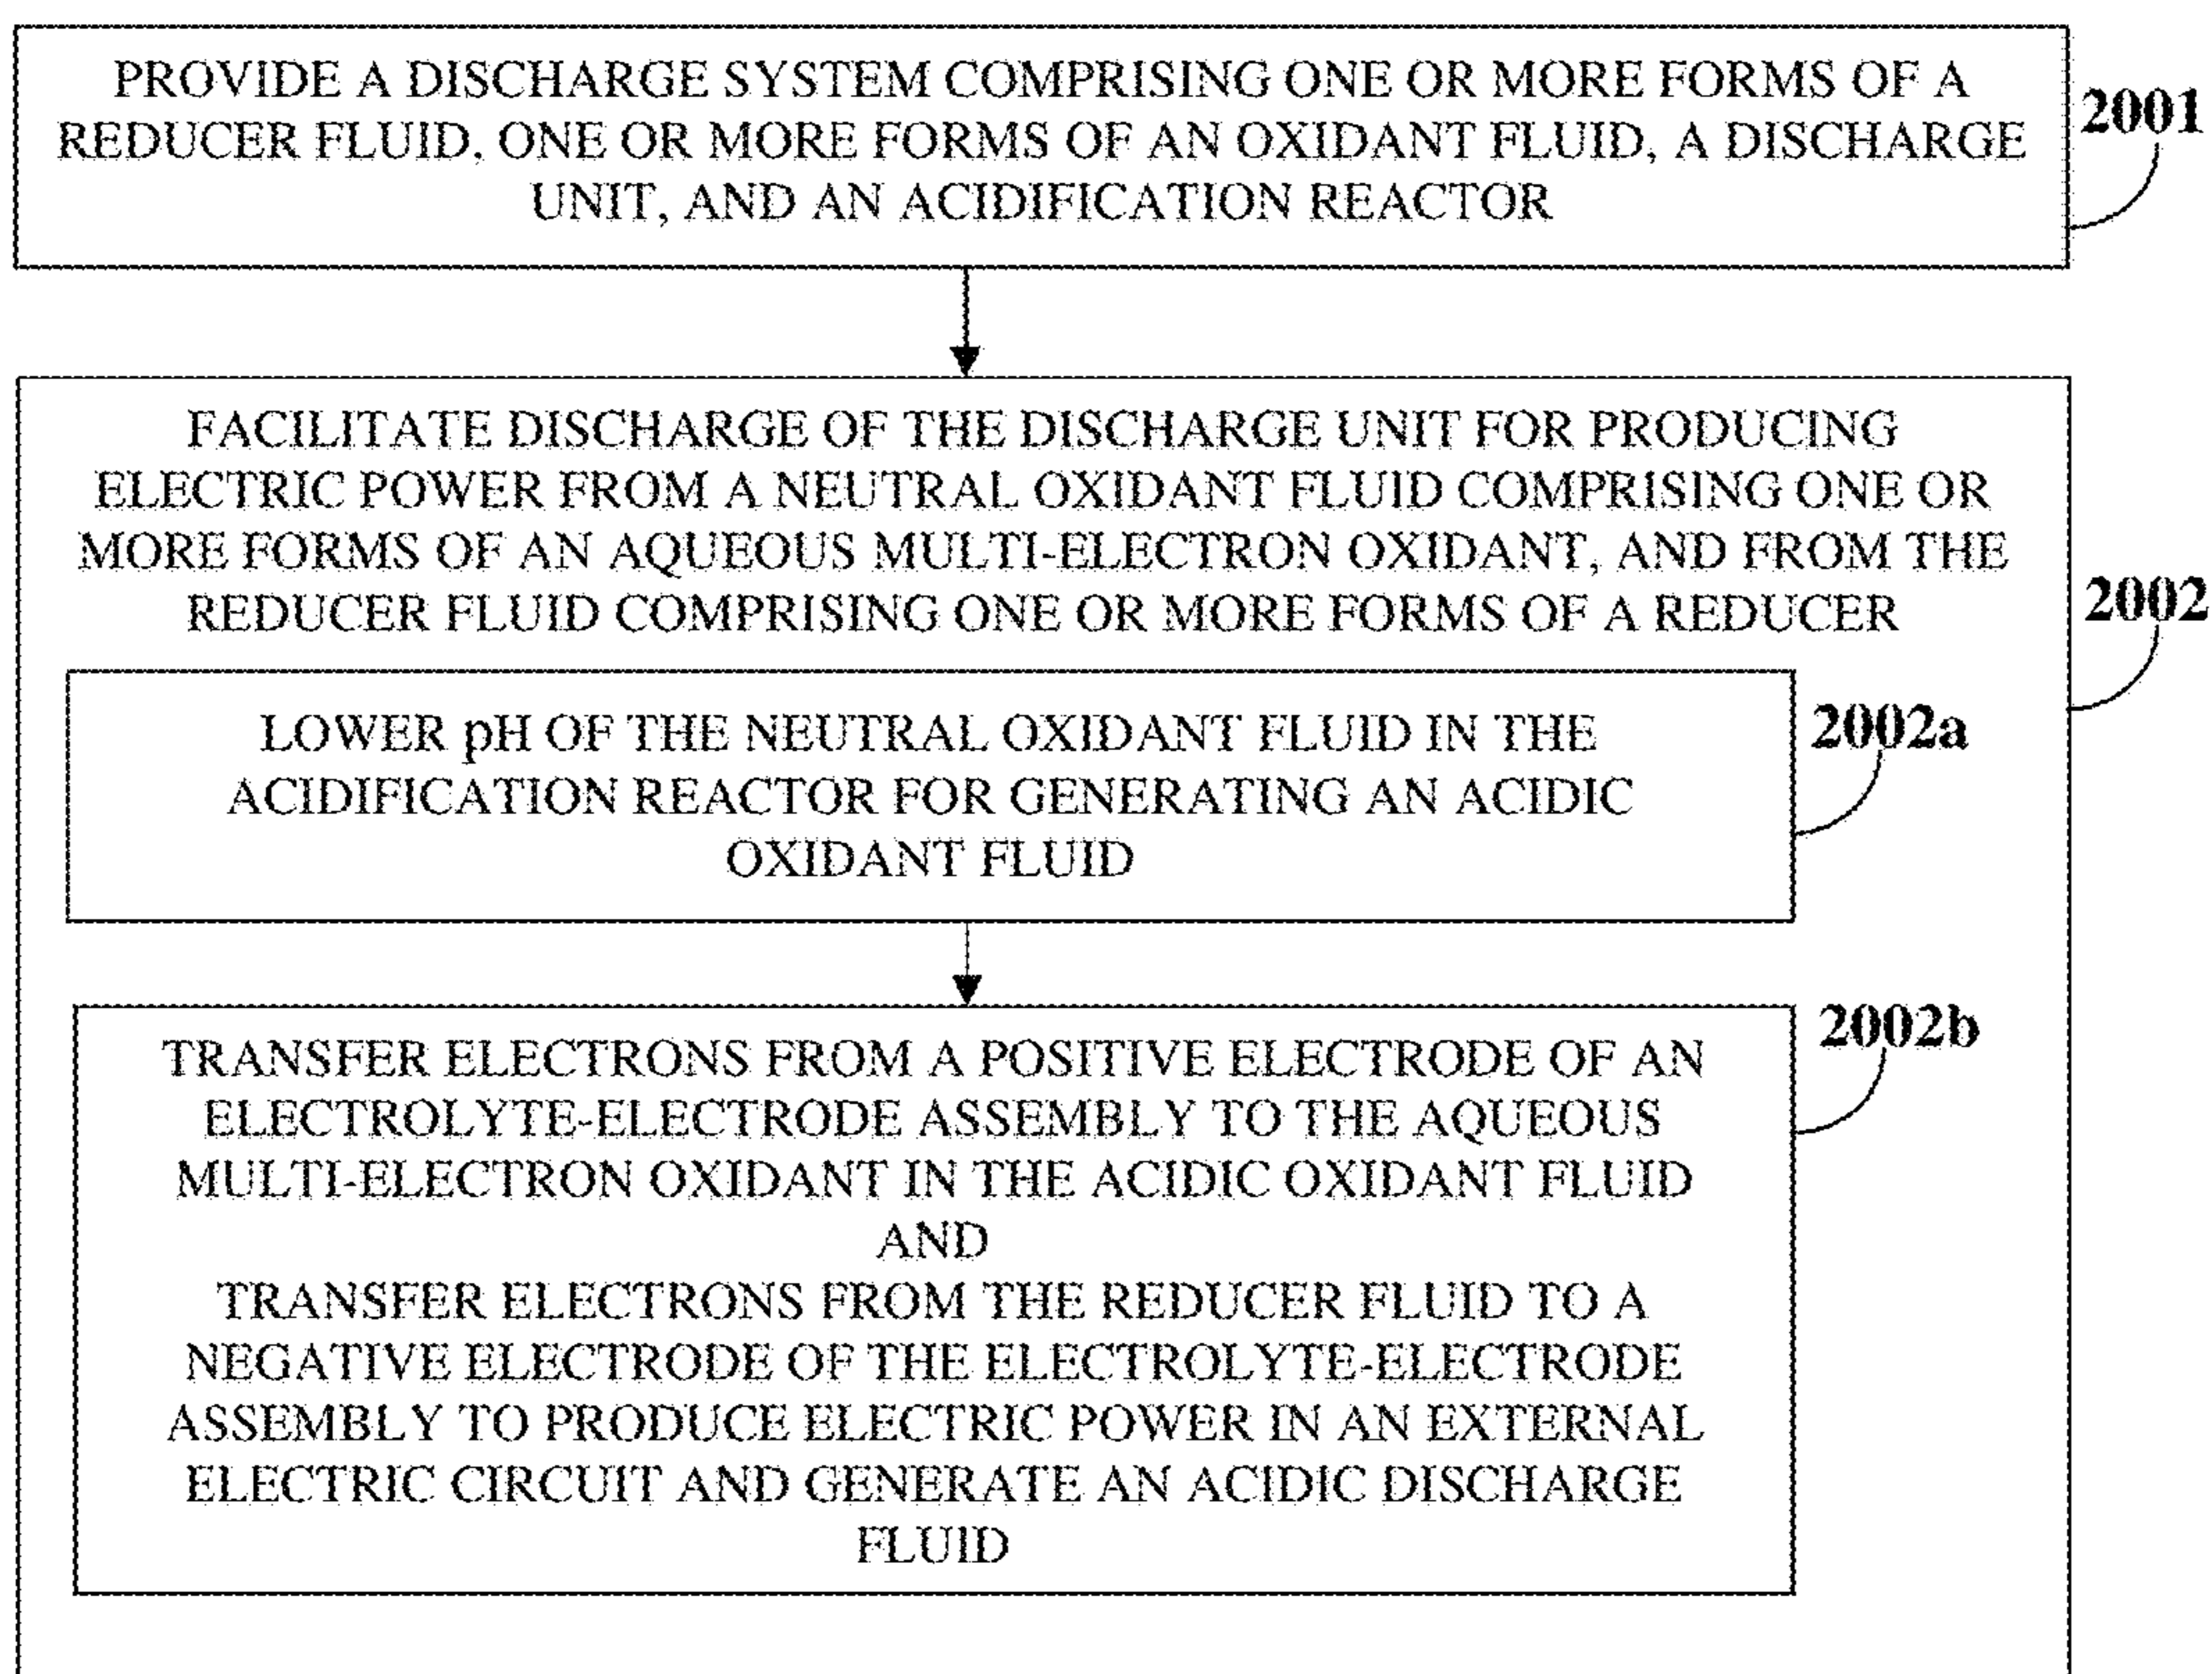 PROVIDE A DISCHARGE SYSTEM COMPRISING ONE OR MORE FORMS OF A
REDUCER FLUID, ONE OR MORE FORMS OF AN OXIDANT FLUID, A DISCHARGE
UNIT, AND AN ACIDIFICATION REACTOR
2001
FACILITATE DISCHARGE OF THE DISCHARGE UNIT FOR PRODUCING
ELECTRIC POWER FROM A NEUTRAL OXIDANT FLUID COMPRISING ONE OR
MORE FORMS OF AN AQUEOUS MULTI-ELECTRON OXIDANT, AND FROM THE
REDUCER FLUID COMPRISING ONE OR MORE FORMS OF A REDUCER
2002
LOWER pH OF THE NEUTRAL OXIDANT FLUID IN THE
ACIDIFICATION REACTOR FOR GENERATING AN ACIDIC
OXIDANT FLUID
2002a
TRANSFER ELECTRONS FROM A POSITIVE ELECTRODE OF AN
ELECTROLYTE-ELECTRODE ASSEMBLY TO THE AQUEOUS
MULTI-ELECTRON OXIDANT IN THE ACIDIC OXIDANT FLUID
AND
TRANSFER ELECTRONS FROM THE REDUCER FLUID TO A
NEGATIVE ELECTRODE OF THE ELECTROLYTE-ELECTRODE
ASSEMBLY TO PRODUCE ELECTRIC POWER IN AN EXTERNAL
ELECTRIC CIRCUIT AND GENERATE AN ACIDIC DISCHARGE
FLUID
2002b